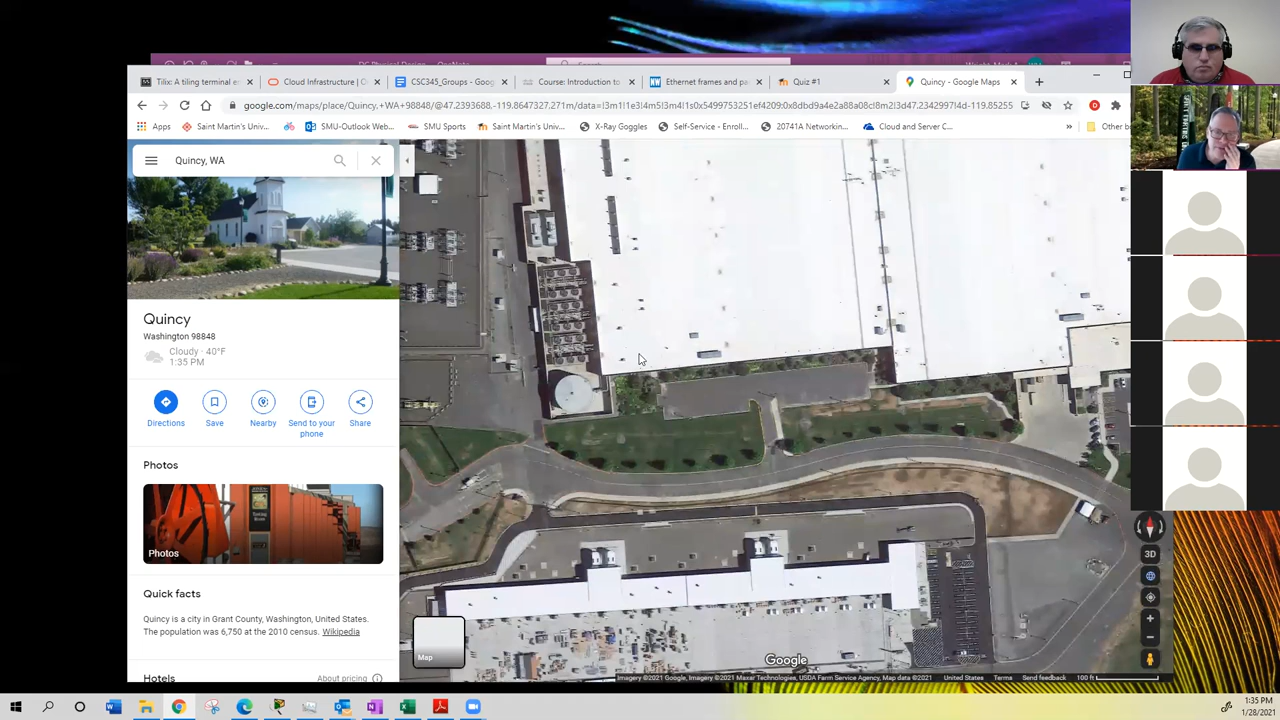 Search
Tilix: A tiling terminal e
Cloud Infrastructure | C
CSC345_Groups - Goog
Course: Introduction to
Ethernet frames and pa
Quiz #1
Quincy - Google Maps
google.com/maps/place/Quincy,+WA+98848/@47.2339316,-119.8647327,271m/data=!3m1!1e3!4m5!3m4!1s0x5499753251ef4209:0x8dbd9a4e2a88a08c!8m2!3d47.2342997!4d-119.85255
Apps
Saint Martin's Univ...
SMU-Outlook Web...
SMU Sports
Saint Martin's Univ...
X-Ray Goggles
Self-Service - Enroll...
20741A Networkin...
Cloud and Server C...
»
Other b
Quincy, WA
Quincy
Washington 98848
Cloudy · 40°F
1:35 PM
Directions
Save
Nearby
Send to your
phone
Share
Photos
Photos
Quick facts
Quincy is a city in Grant County, Washington, United States.
The population was 6,750 at the 2010 census. Wikipedia
Hotels
About pricing
Map
Google
3D
Imagery ©2021 Google, Imagery ©2021 Maxar Technologies, USDA Farm Service Agency, Map data ©2021
United States
Terms
Send feedback
100 ft
1:35 PM
1/28/2021